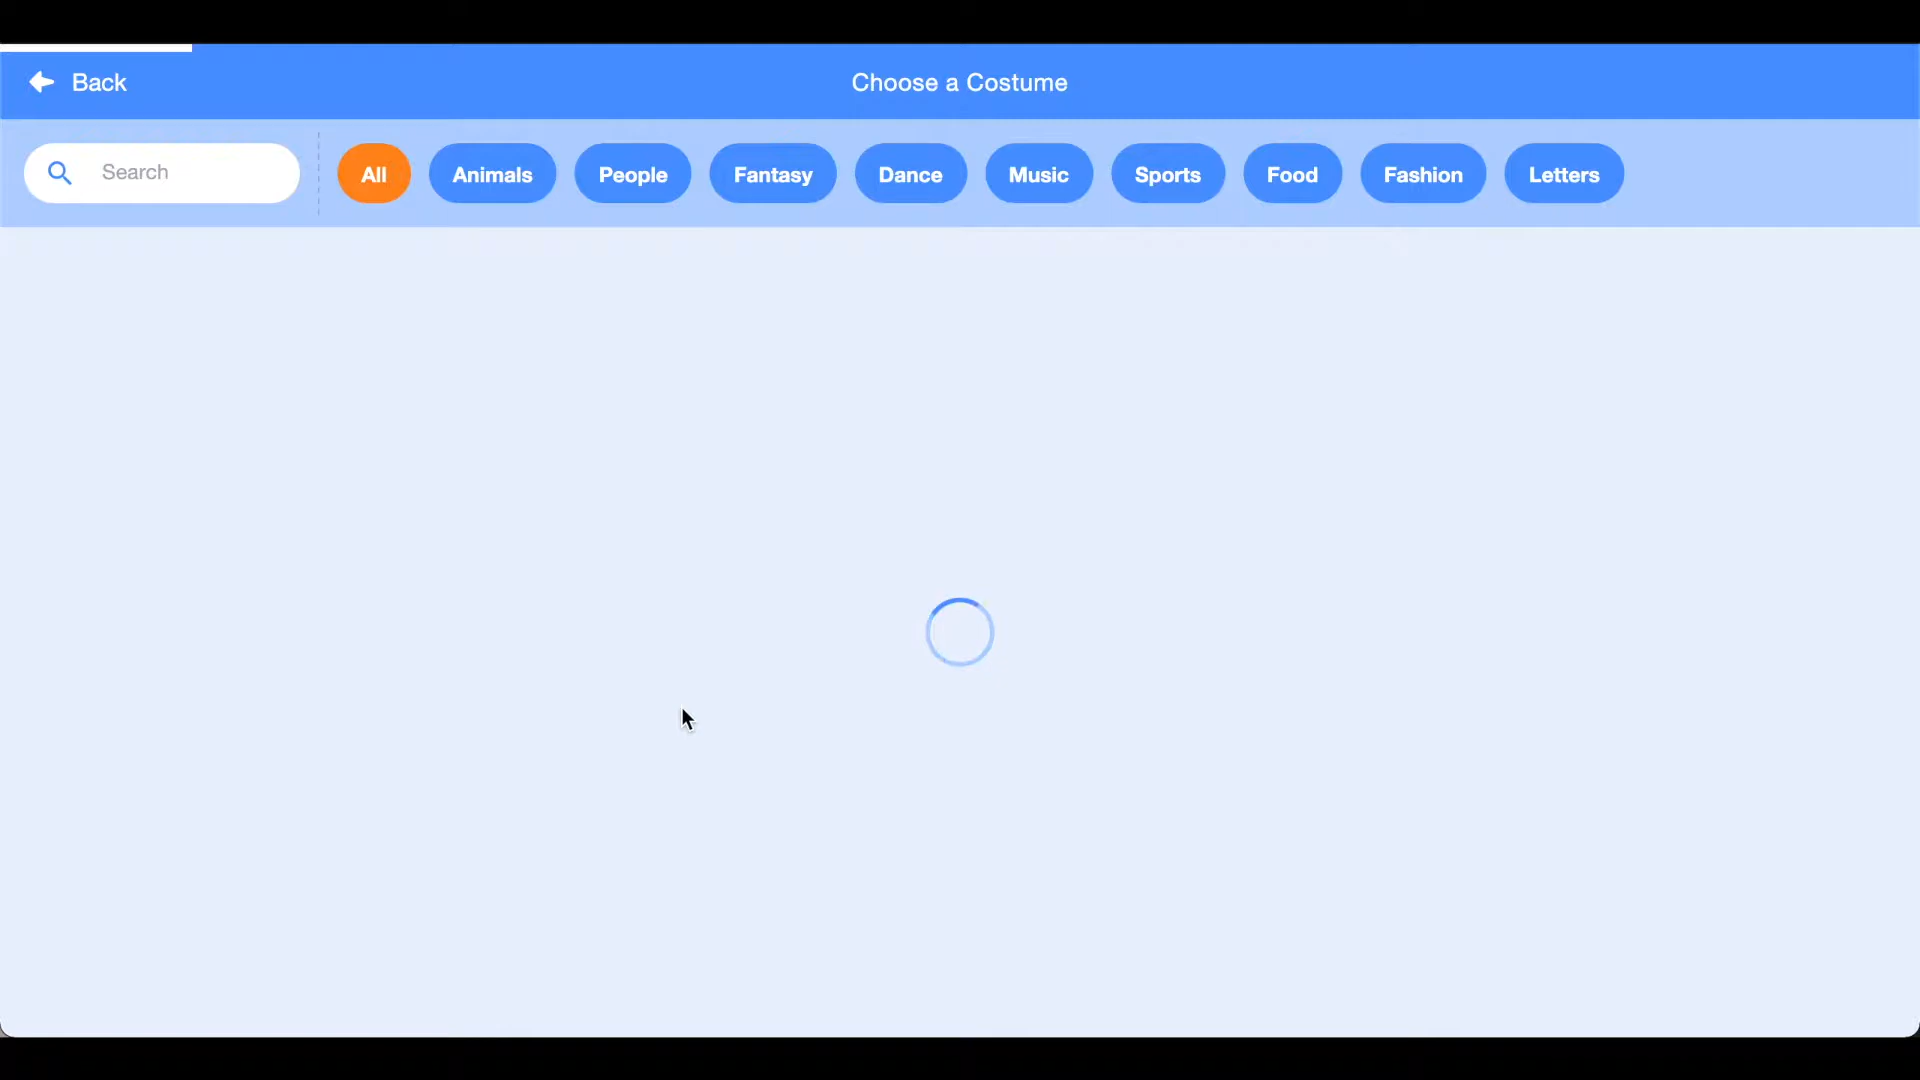 Back
Choose a Costume
Search
All
Animals
People
Fantasy
Dance
Music
Sports
Food
Fashion
Letters